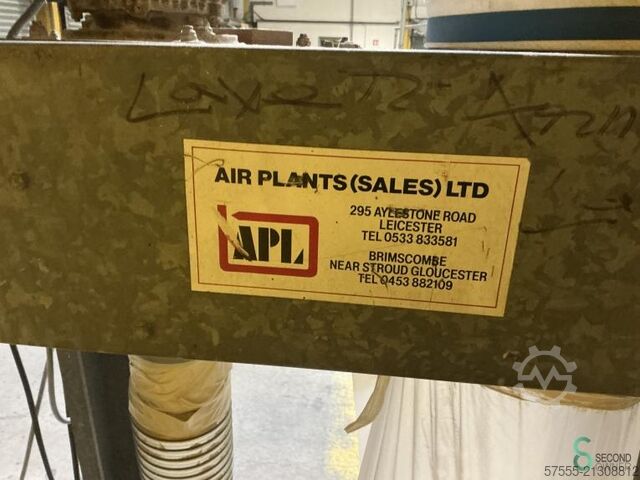 AIR PLANTS (SALES) LTD
APL
295 AYLESTONE ROAD
LEICESTER
TEL 0533 833581
BRIMSCOMBE
NEAR STROUD GLOUCESTER
TEL 0453 882109
SECOND
57555-21308812